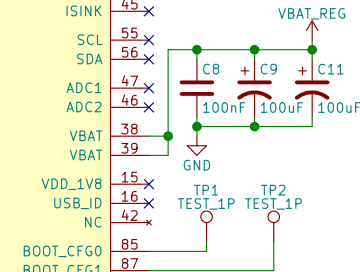 VBAT_REG
ISINK 45
SCL 55
SDA 56
ADC1 47
ADC2 46
C8 + C9 + C11
100nF 100uF 100uF
VBAT 38
VBAT 39
GND
VDD_1V8 15
USB_ID 16
NC 42
TP1 TP2
TEST_1P TEST_1P
BOOT_CFG0 85
BOOT_CFG1 87